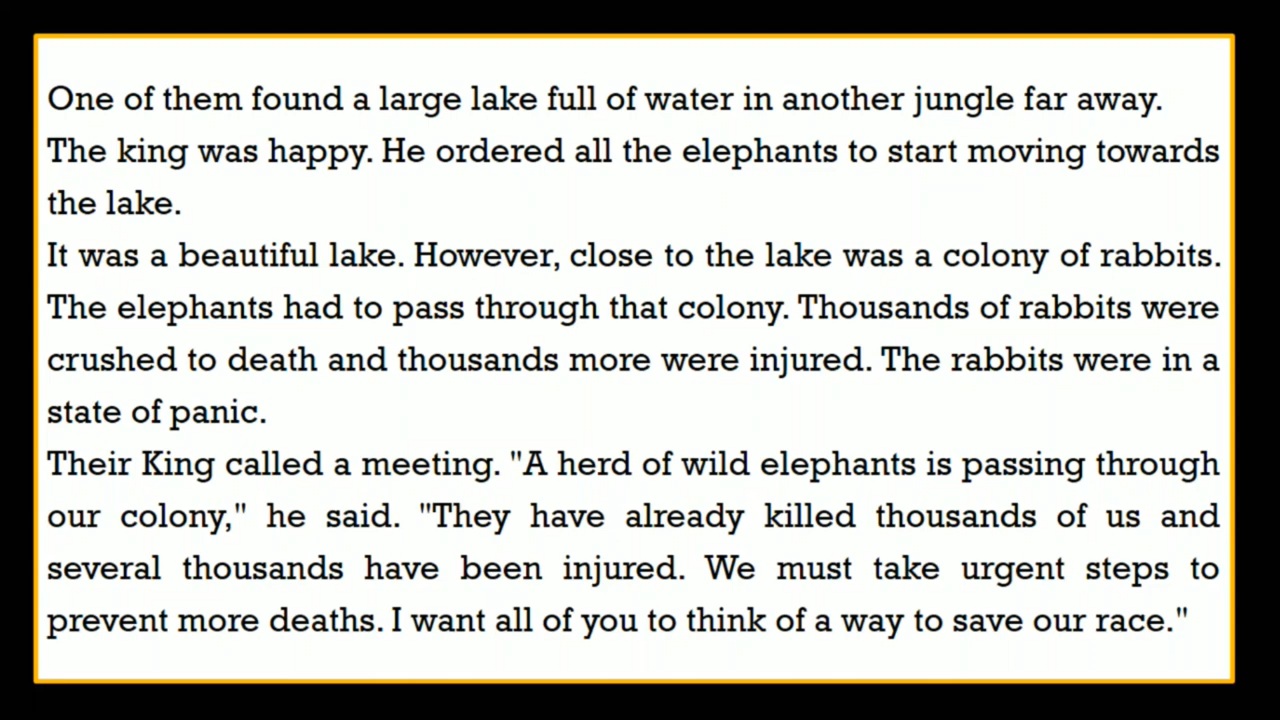 One of them found a large lake full of water in another jungle far away.
The king was happy. He ordered all the elephants to start moving towards
the lake.
It was a beautiful lake. However, close to the lake was a colony of rabbits.
The elephants had to pass through that colony. Thousands of rabbits were
crushed to death and thousands more were injured. The rabbits were in a
state of panic.
Their King called a meeting. "A herd of wild elephants is passing through
our colony," he said. "They have already killed thousands of us and
several thousands have been injured. We must take urgent steps to
prevent more deaths. I want all of you to think of a way to save our race."